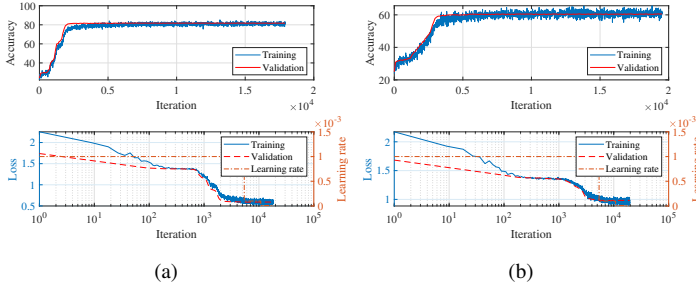 100
80
60
40
Accuracy
Training
Validation
0 0.5 1 1.5 2
Iteration
×10^4
2
1.5
1
0.5
Loss
Training
Validation
Learning rate
1.5
1
0.5
0
×10^-3
Learning rate
10^0 10^1 10^2 10^3 10^4 10^5
Iteration
(a)
60
40
20
Accuracy
Training
Validation
0 0.5 1 1.5 2
Iteration
×10^4
2
1.5
1
Loss
Training
Validation
Learning rate
1.5
1
0.5
0
×10^-3
Learning rate
10^0 10^1 10^2 10^3 10^4 10^5
Iteration
(b)